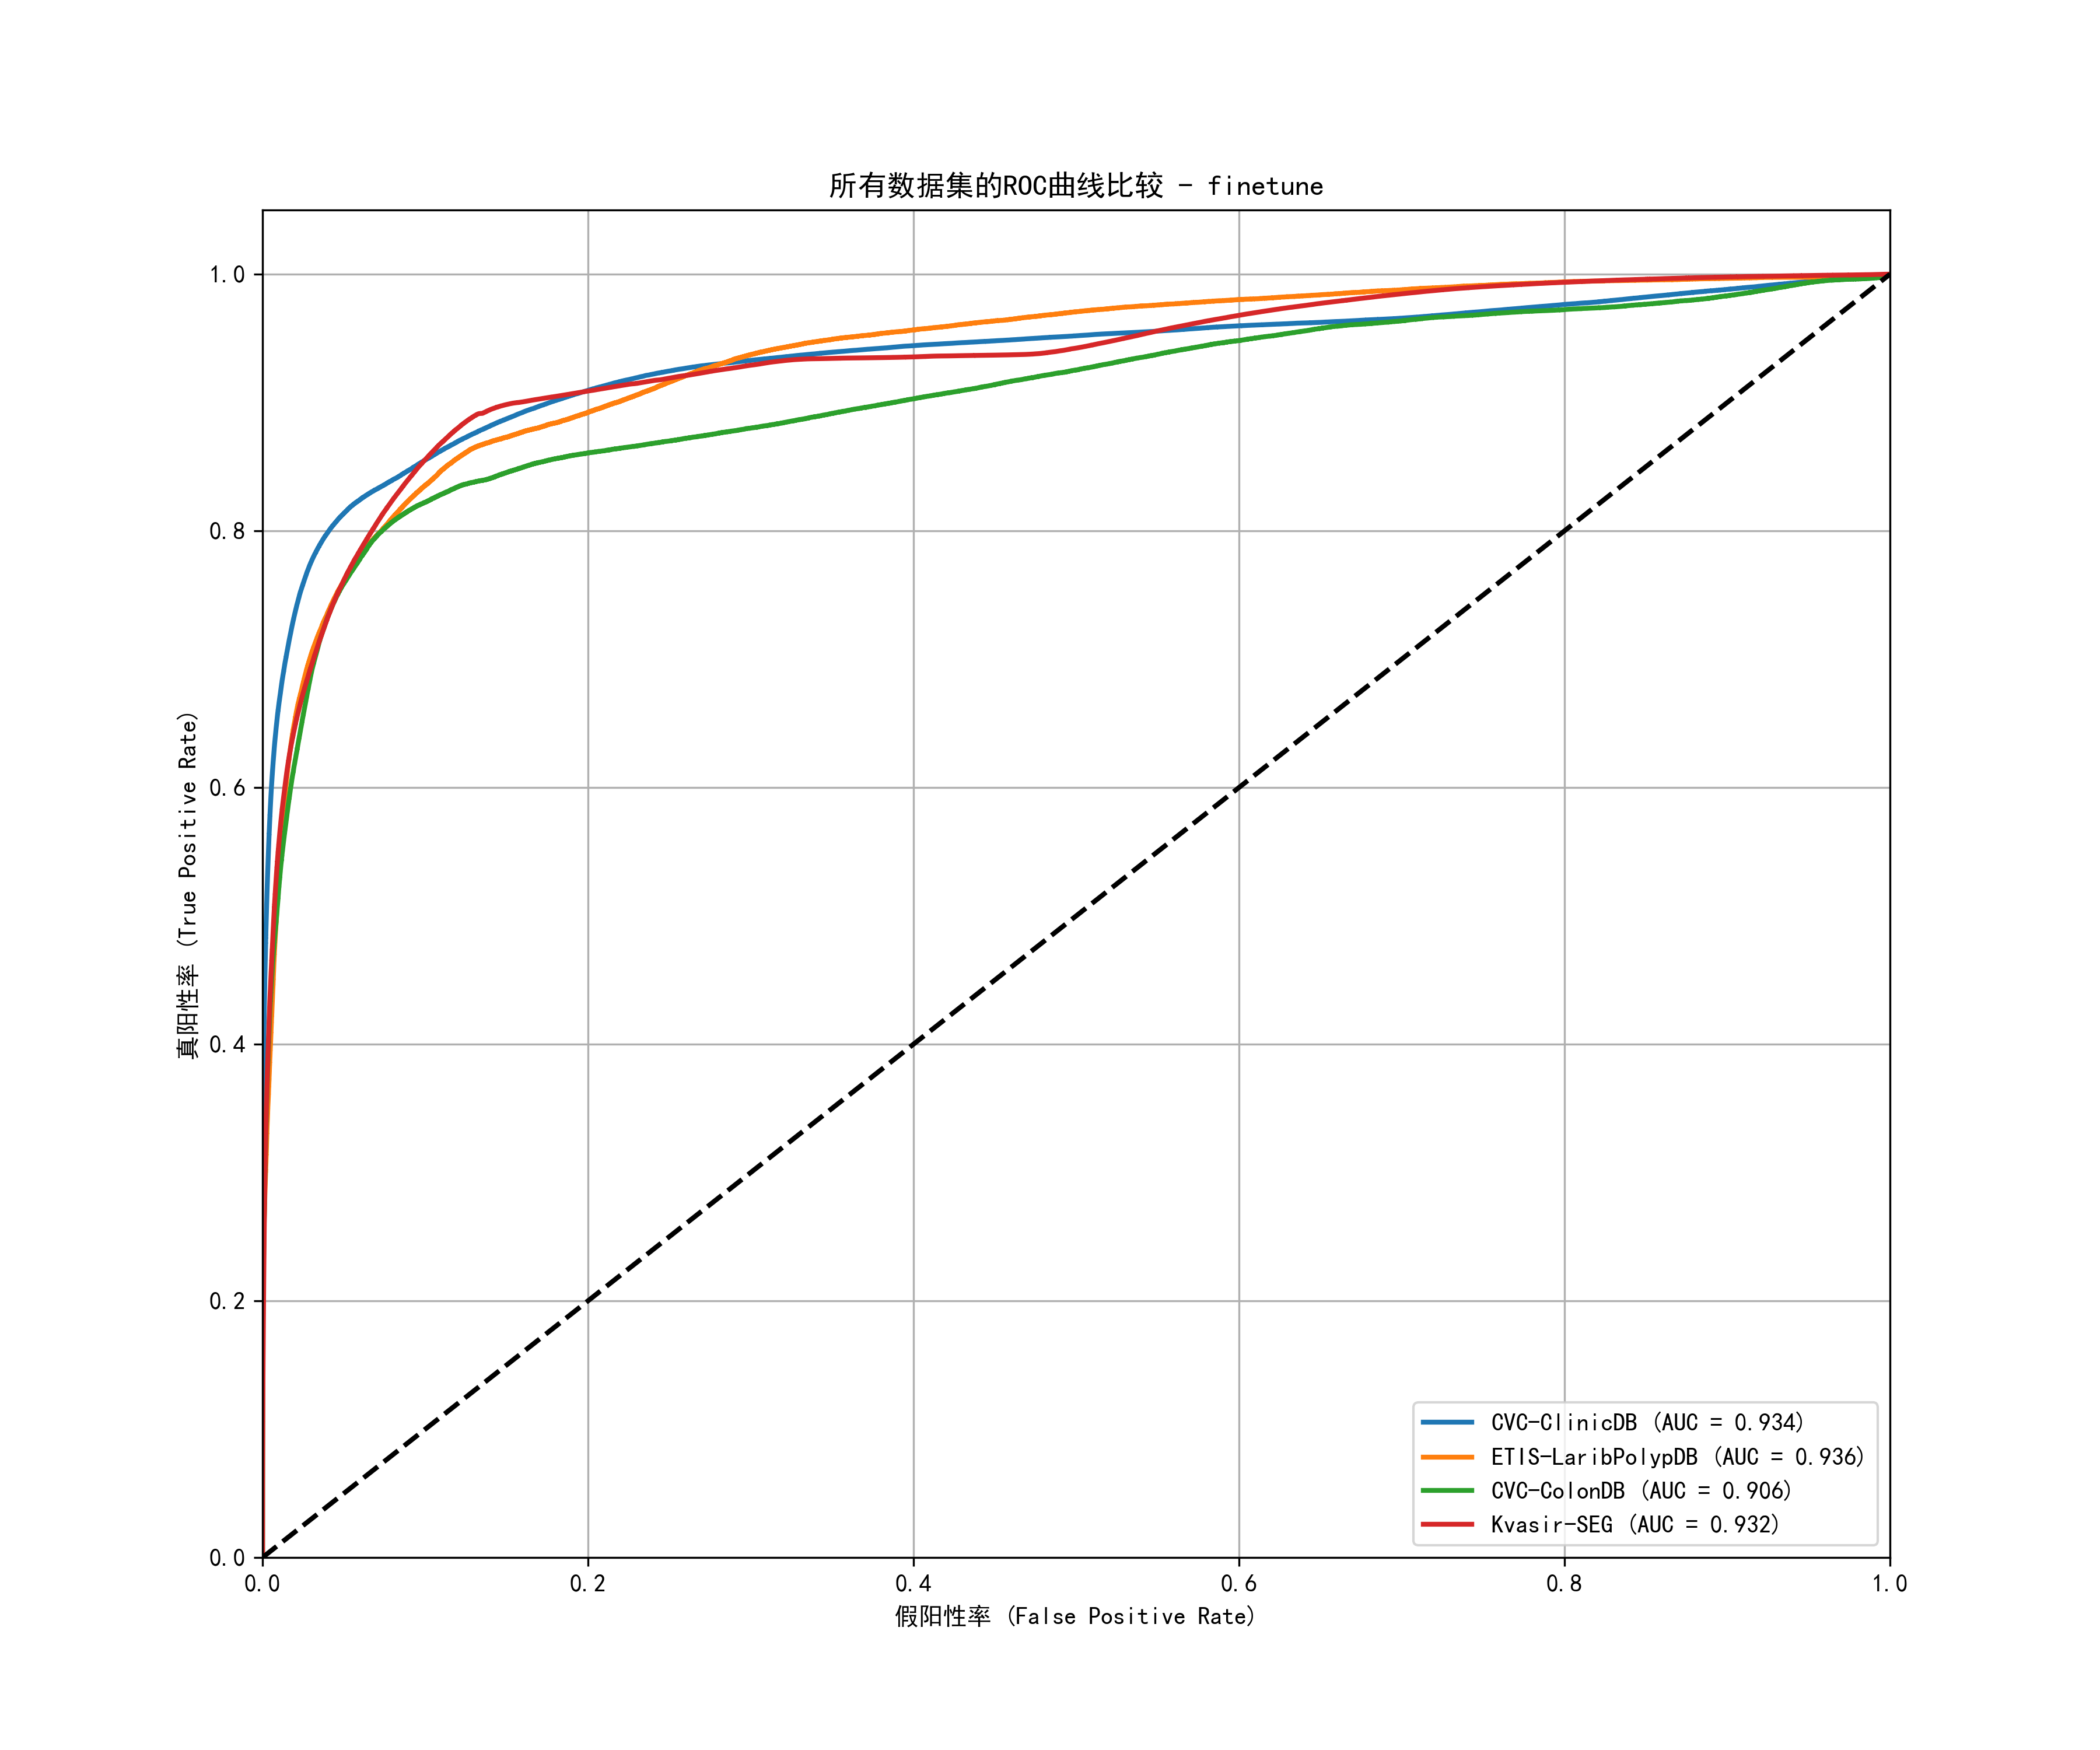 所有数据集的ROC曲线比较 - finetune
真阳性率 (True Positive Rate)
1.0
0.8
0.6
0.4
0.2
0.0
0.0 0.2 0.4 0.6 0.8 1.0
假阳性率 (False Positive Rate)
CVC-ClinicDB (AUC = 0.934)
ETIS-LaribPolypDB (AUC = 0.936)
CVC-ColonDB (AUC = 0.906)
Kvasir-SEG (AUC = 0.932)